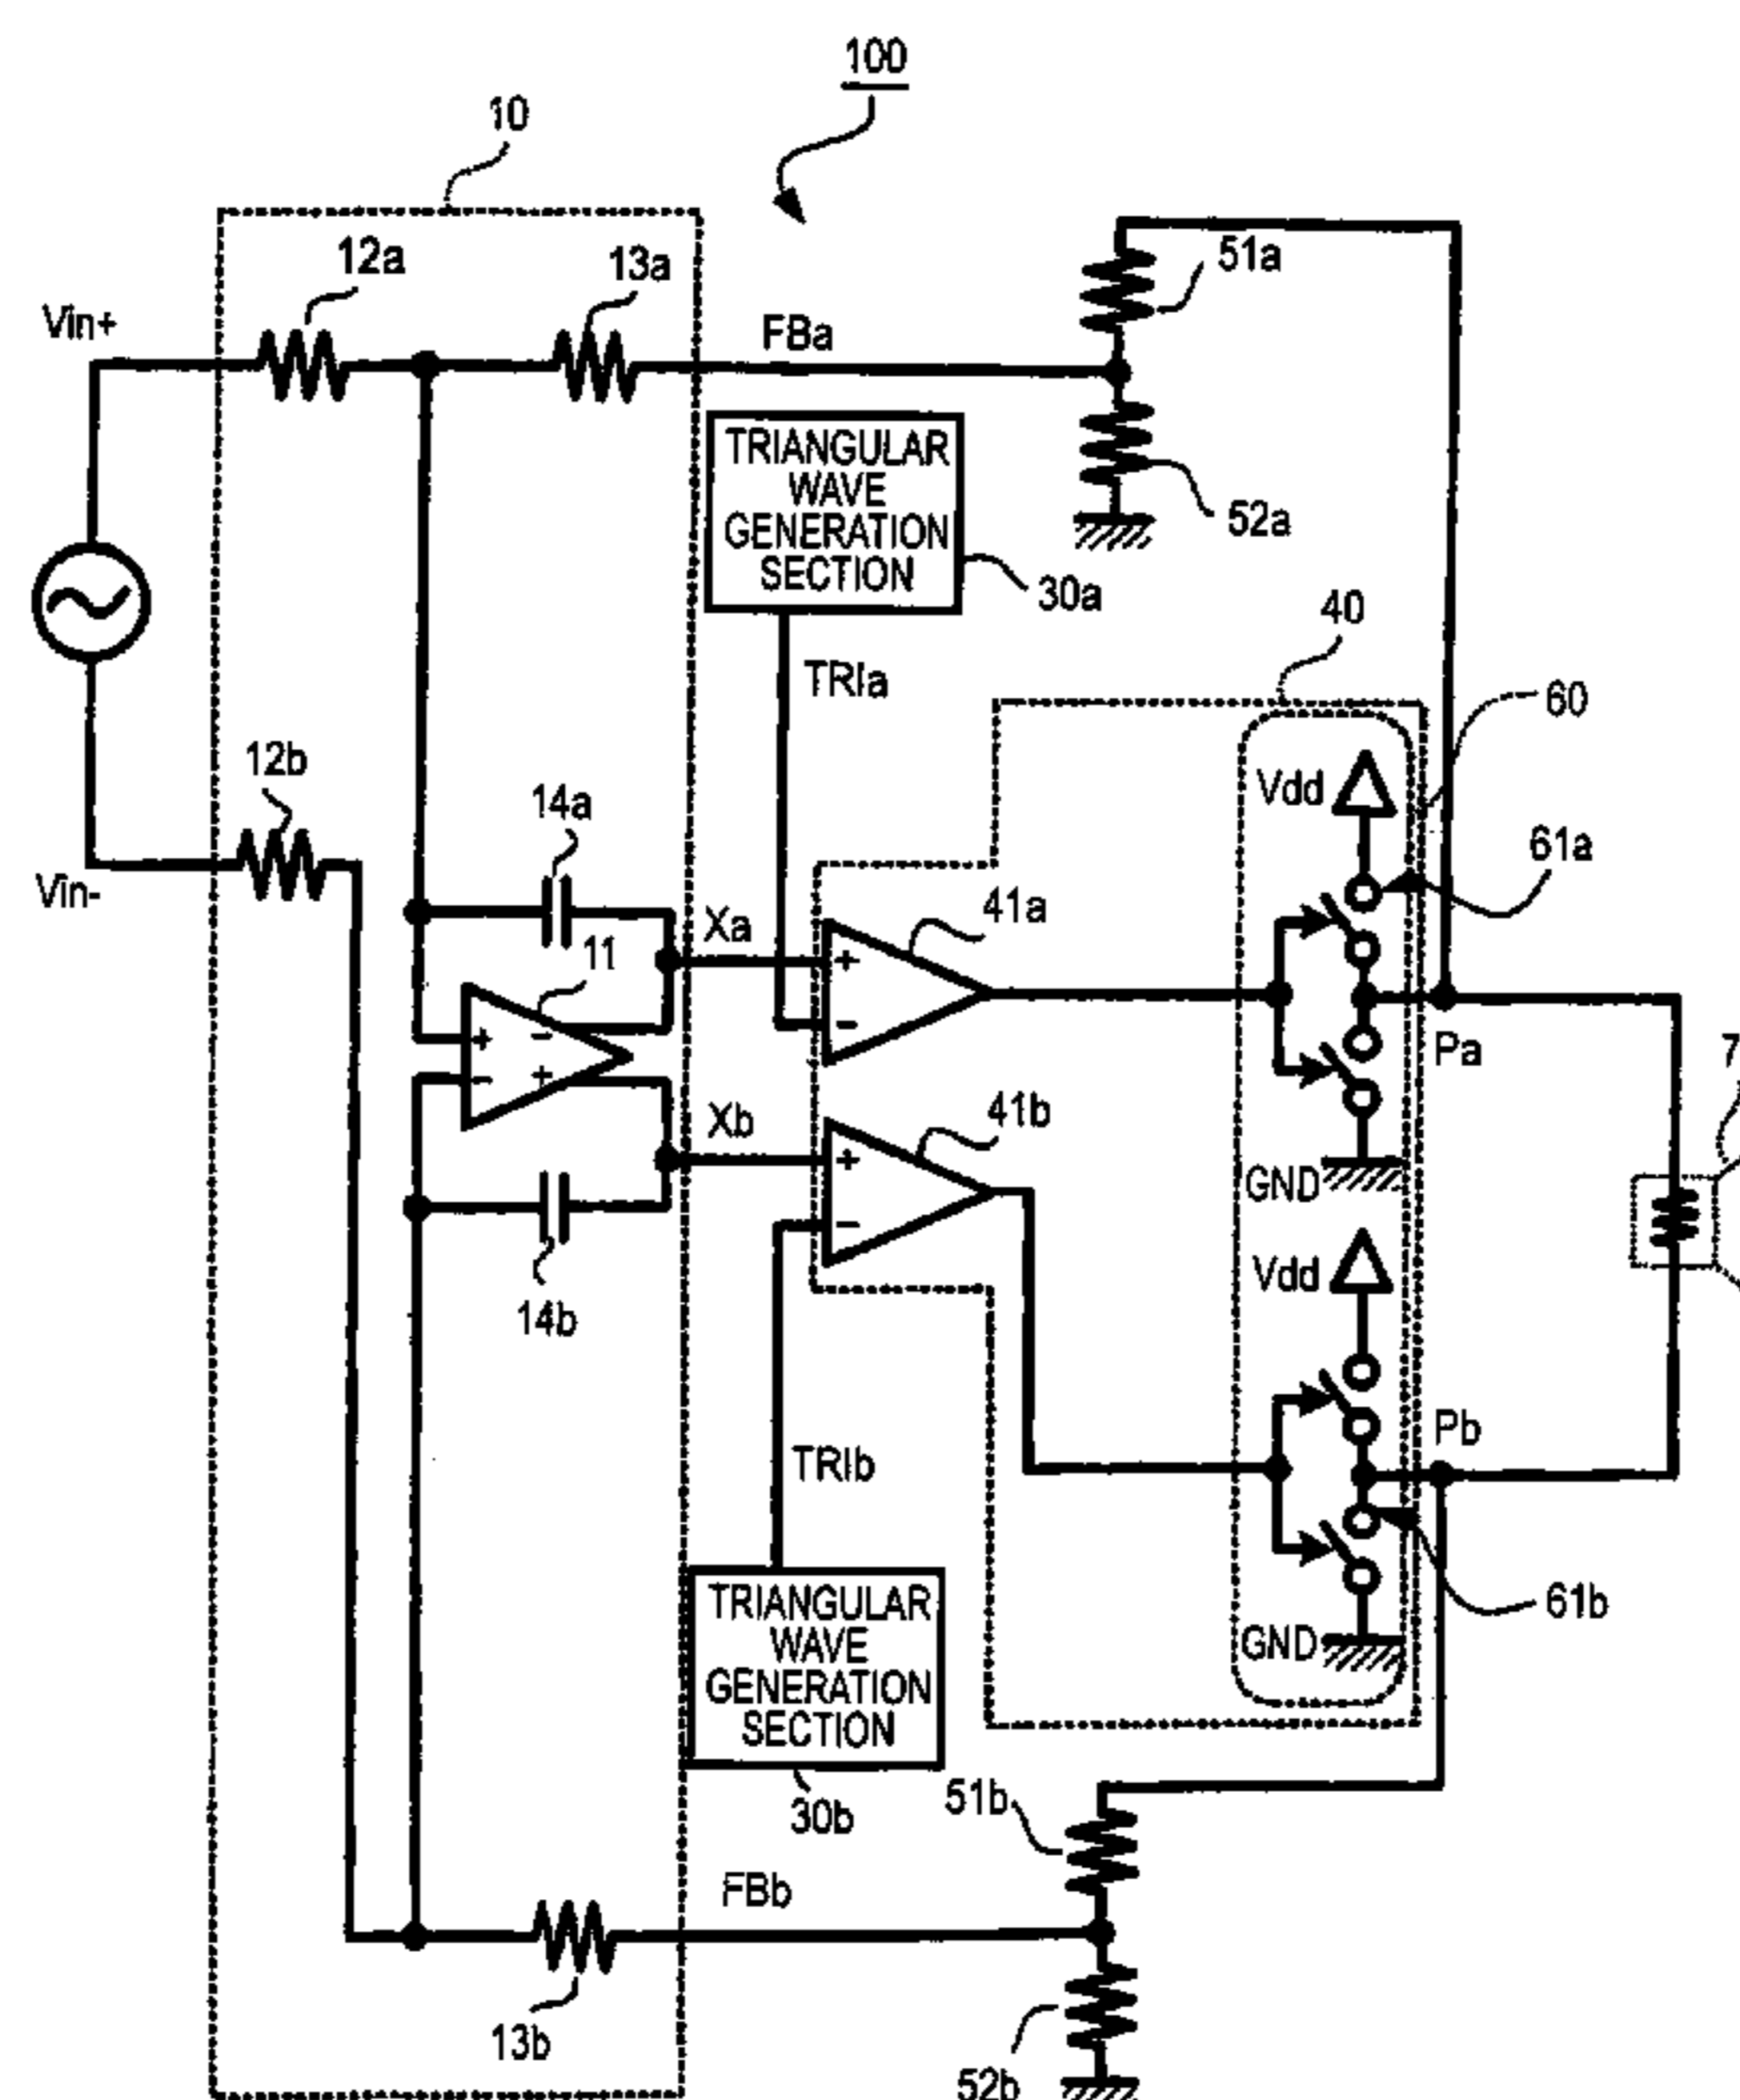 100
10
12a
13a
51a
Vin+
FBa
TRIANGULAR
WAVE
GENERATION
SECTION
52a
30a
40
TRIa
60
12b
Vdd
14a
61a
Vin-
Xa
41a
11
+
-
+
-
Pa
7
-
+
41b
Xb
+
GND
-
Vdd
14b
Pb
TRIb
TRIANGULAR
WAVE
GENERATION
SECTION
61b
GND
51b
30b
FBb
13b
52b